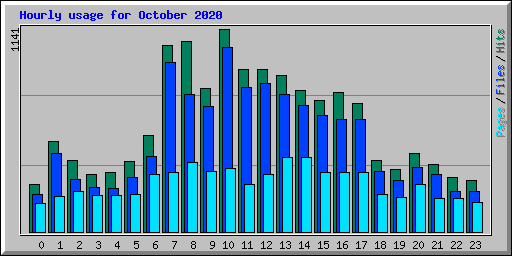 Hourly usage for October 2020
1141
Pages/Files/Hits
0 1 2 3 4 5 6 7 8 9 10 11 12 13 14 15 16 17 18 19 20 21 22 23